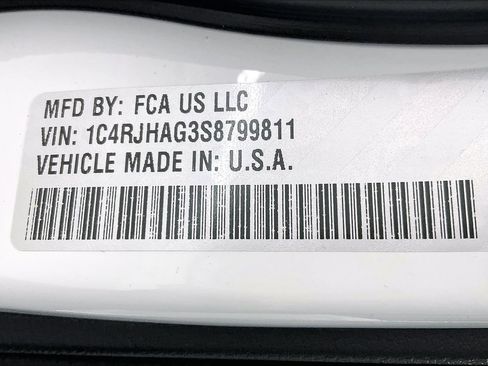 MFD BY: FCA US LLC
VIN: 1C4RJHAG3S8799811
VEHICLE MADE IN: U.S.A.